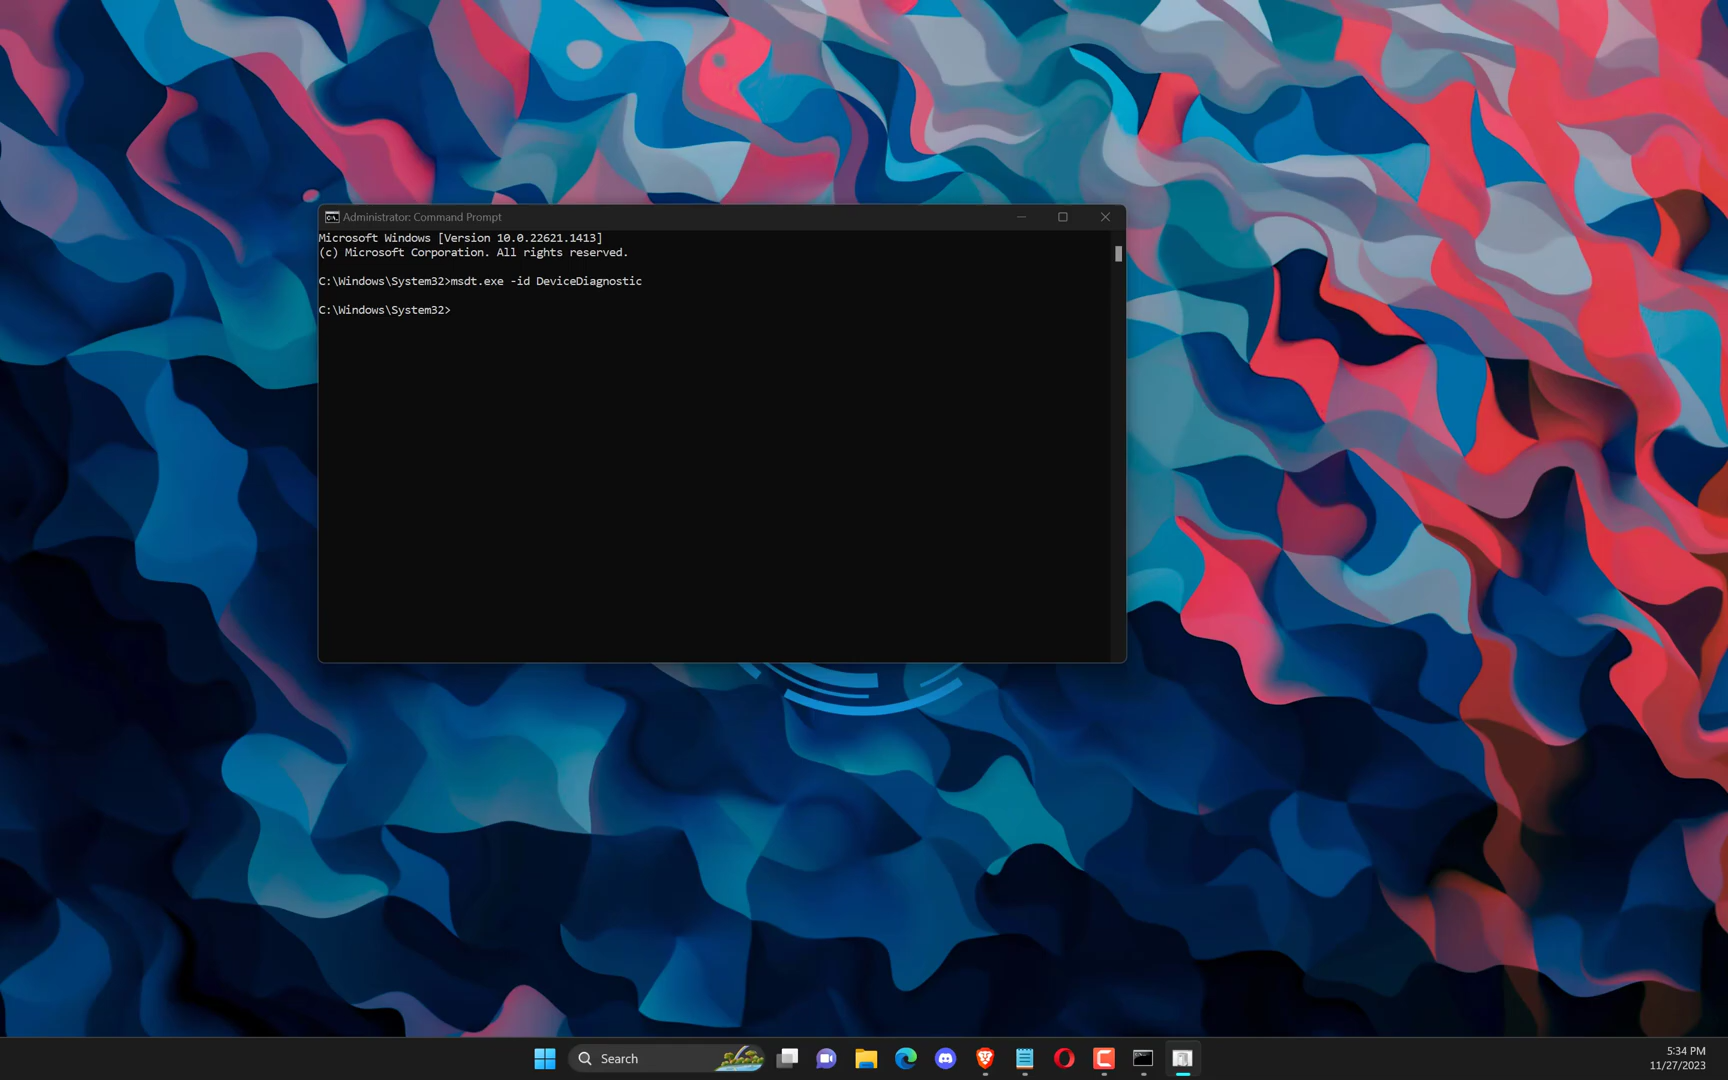 Administrator: Command Prompt
Microsoft Windows [Version 10.0.22621.1413]
(c) Microsoft Corporation. All rights reserved.
C:\Windows\System32>msdt.exe -id DeviceDiagnostic
C:\Windows\System32>
Search
5:34 PM
11/27/2023